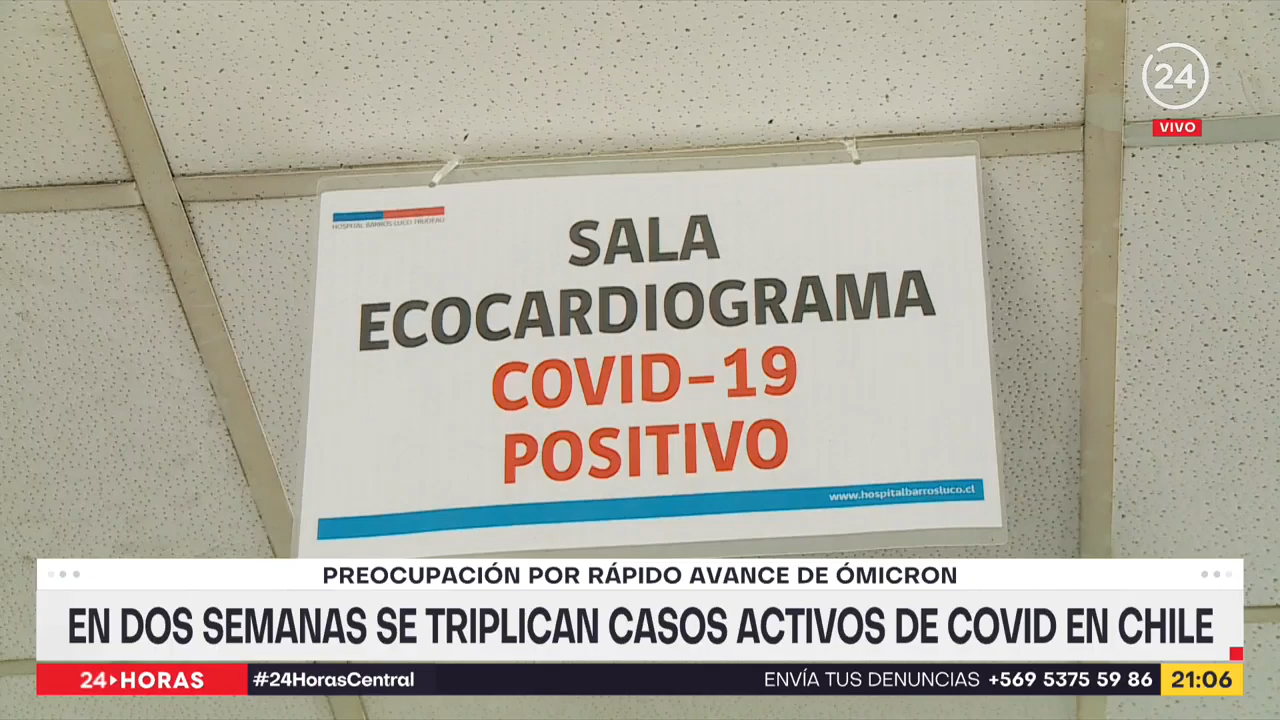 24
VIVO
HOSPITAL BARROS LUCO TRUDEAU
SALA
ECOCARDIOGRAMA
COVID-19
POSITIVO
www.hospitalbarrosluco.cl
PREOCUPACIÓN POR RÁPIDO AVANCE DE ÓMICRON
EN DOS SEMANAS SE TRIPLICAN CASOS ACTIVOS DE COVID EN CHILE
24 HORAS #24HorasCentral ENVÍA TUS DENUNCIAS +569 5375 59 86 21:06